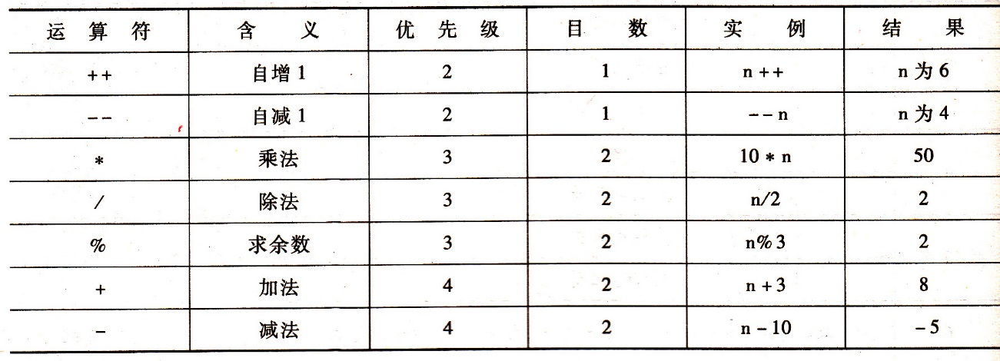 运算符 含义 优先级 目数 实例 结果
++ 自增1 2 1 n++ n为6
-- 自减1 2 1 --n n为4
* 乘法 3 2 10*n 50
/ 除法 3 2 n/2 2
% 求余数 3 2 n%3 2
+ 加法 4 2 n+3 8
- 减法 4 2 n-10 -5